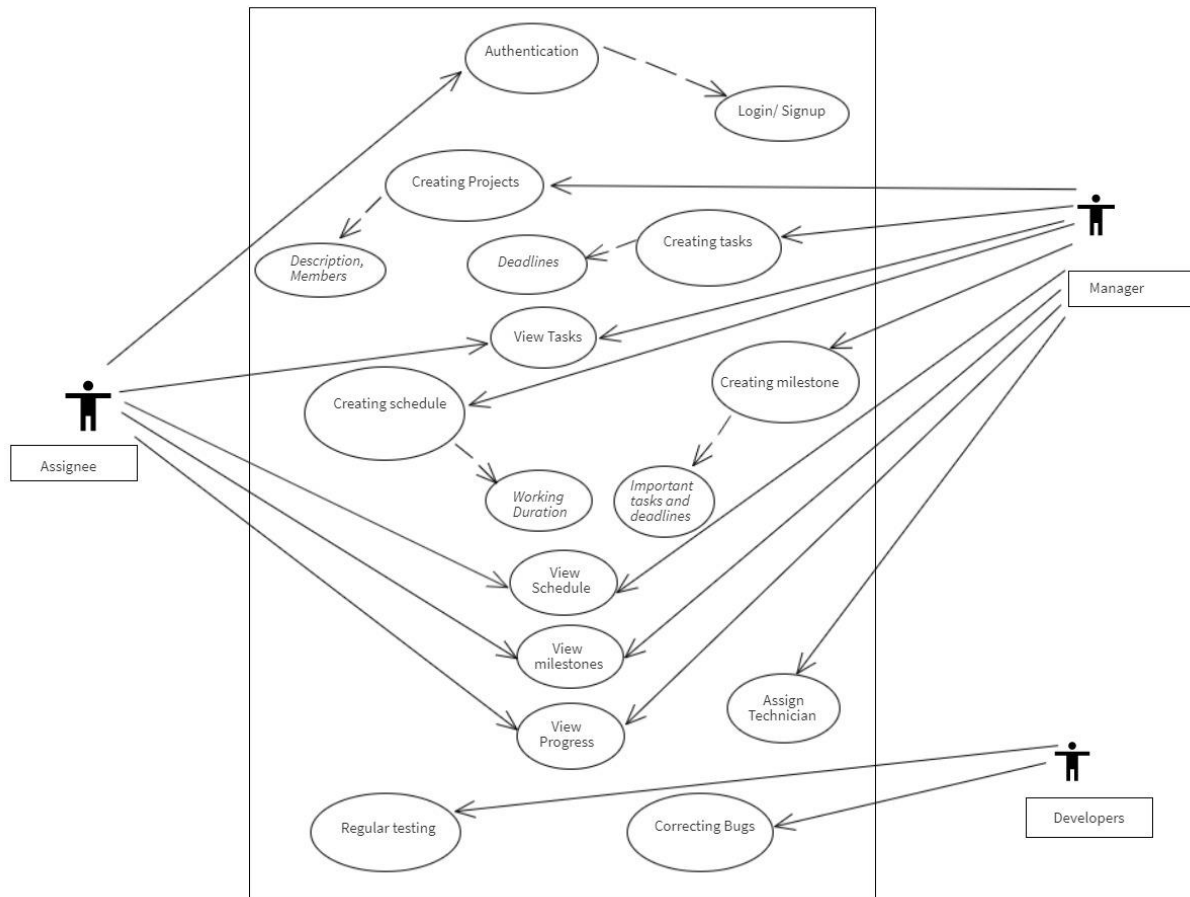 Authentication
Login/ Signup
Creating Projects
Creating tasks
Description,
Members
Deadlines
Manager
View Tasks
Creating milestone
Creating schedule
Assignee
Working
Duration
Important
tasks and
deadlines
View
Schedule
View
milestones
Assign
Technician
View
Progress
Regular testing
Correcting Bugs
Developers